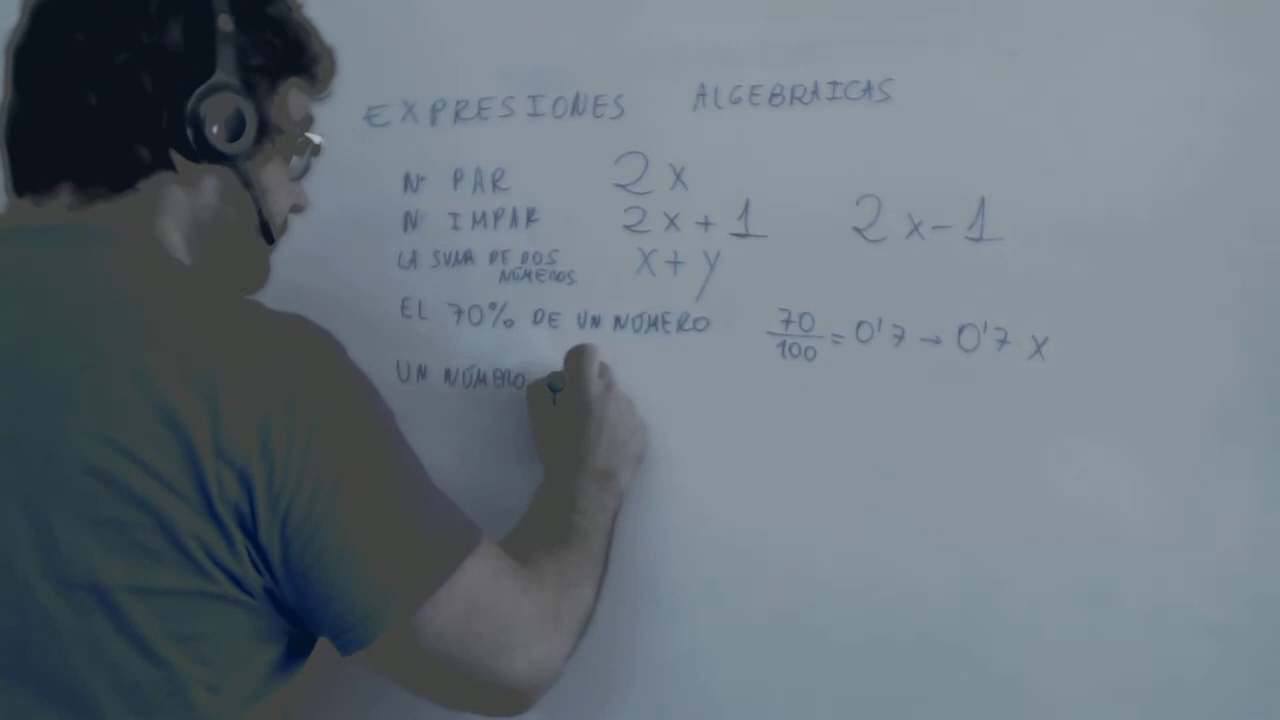 EXPRESIONES ALGEBRAICAS
Nº PAR 2x
Nº IMPAR 2x+1 2x-1
LA SUMA DE DOS NÚMEROS x+y
EL 70% DE UN NÚMERO 70/100 = 0'7 → 0'7 x
UN NÚMERO